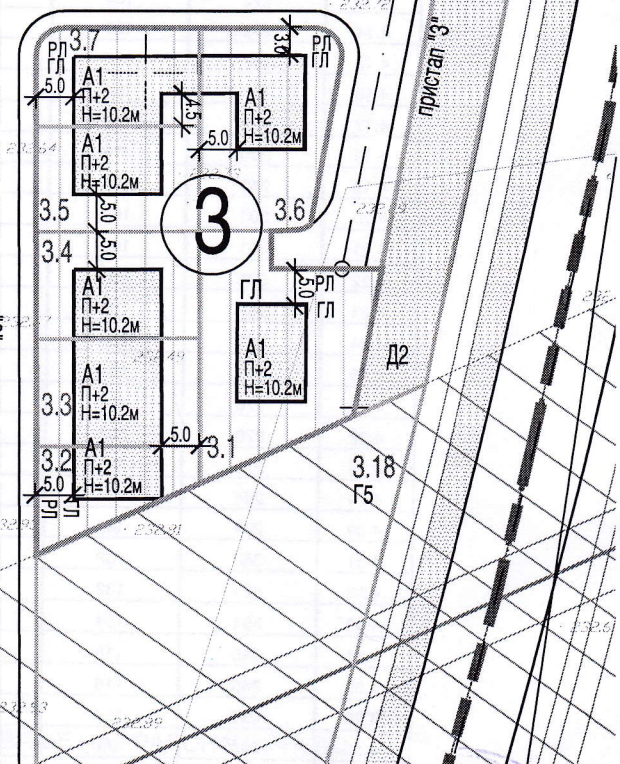 232.72
3.7
РЛ
ГЛ
3.0
РЛ
ГЛ
пристап "3"
5.0
А1
П+2
Н=10.2м
4.5
А1
П+2
Н=10.2м
5.0
А1
П+2
Н=10.2м
3.5
5.0
3
3.6
3.4
5.0
А1
П+2
Н=10.2м
5.0
РЛ
ГЛ
ГЛ
А1
П+2
Н=10.2м
Д2
А1
П+2
Н=10.2м
3.3
5.0
3.1
А1
П+2
Н=10.2м
3.2
5.0
РЛ
ГЛ
3.18
Г5
232.91
232.89